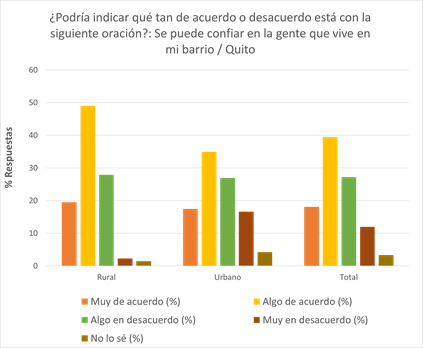 ¿Podría indicar qué tan de acuerdo o desacuerdo está con la
siguiente oración?: Se puede confiar en la gente que vive en
mi barrio / Quito
% Respuestas
60
50
40
30
20
10
0
Rural
Urbano
Total
Muy de acuerdo (%)
Algo de acuerdo (%)
Algo en desacuerdo (%)
Muy en desacuerdo (%)
No lo sé (%)